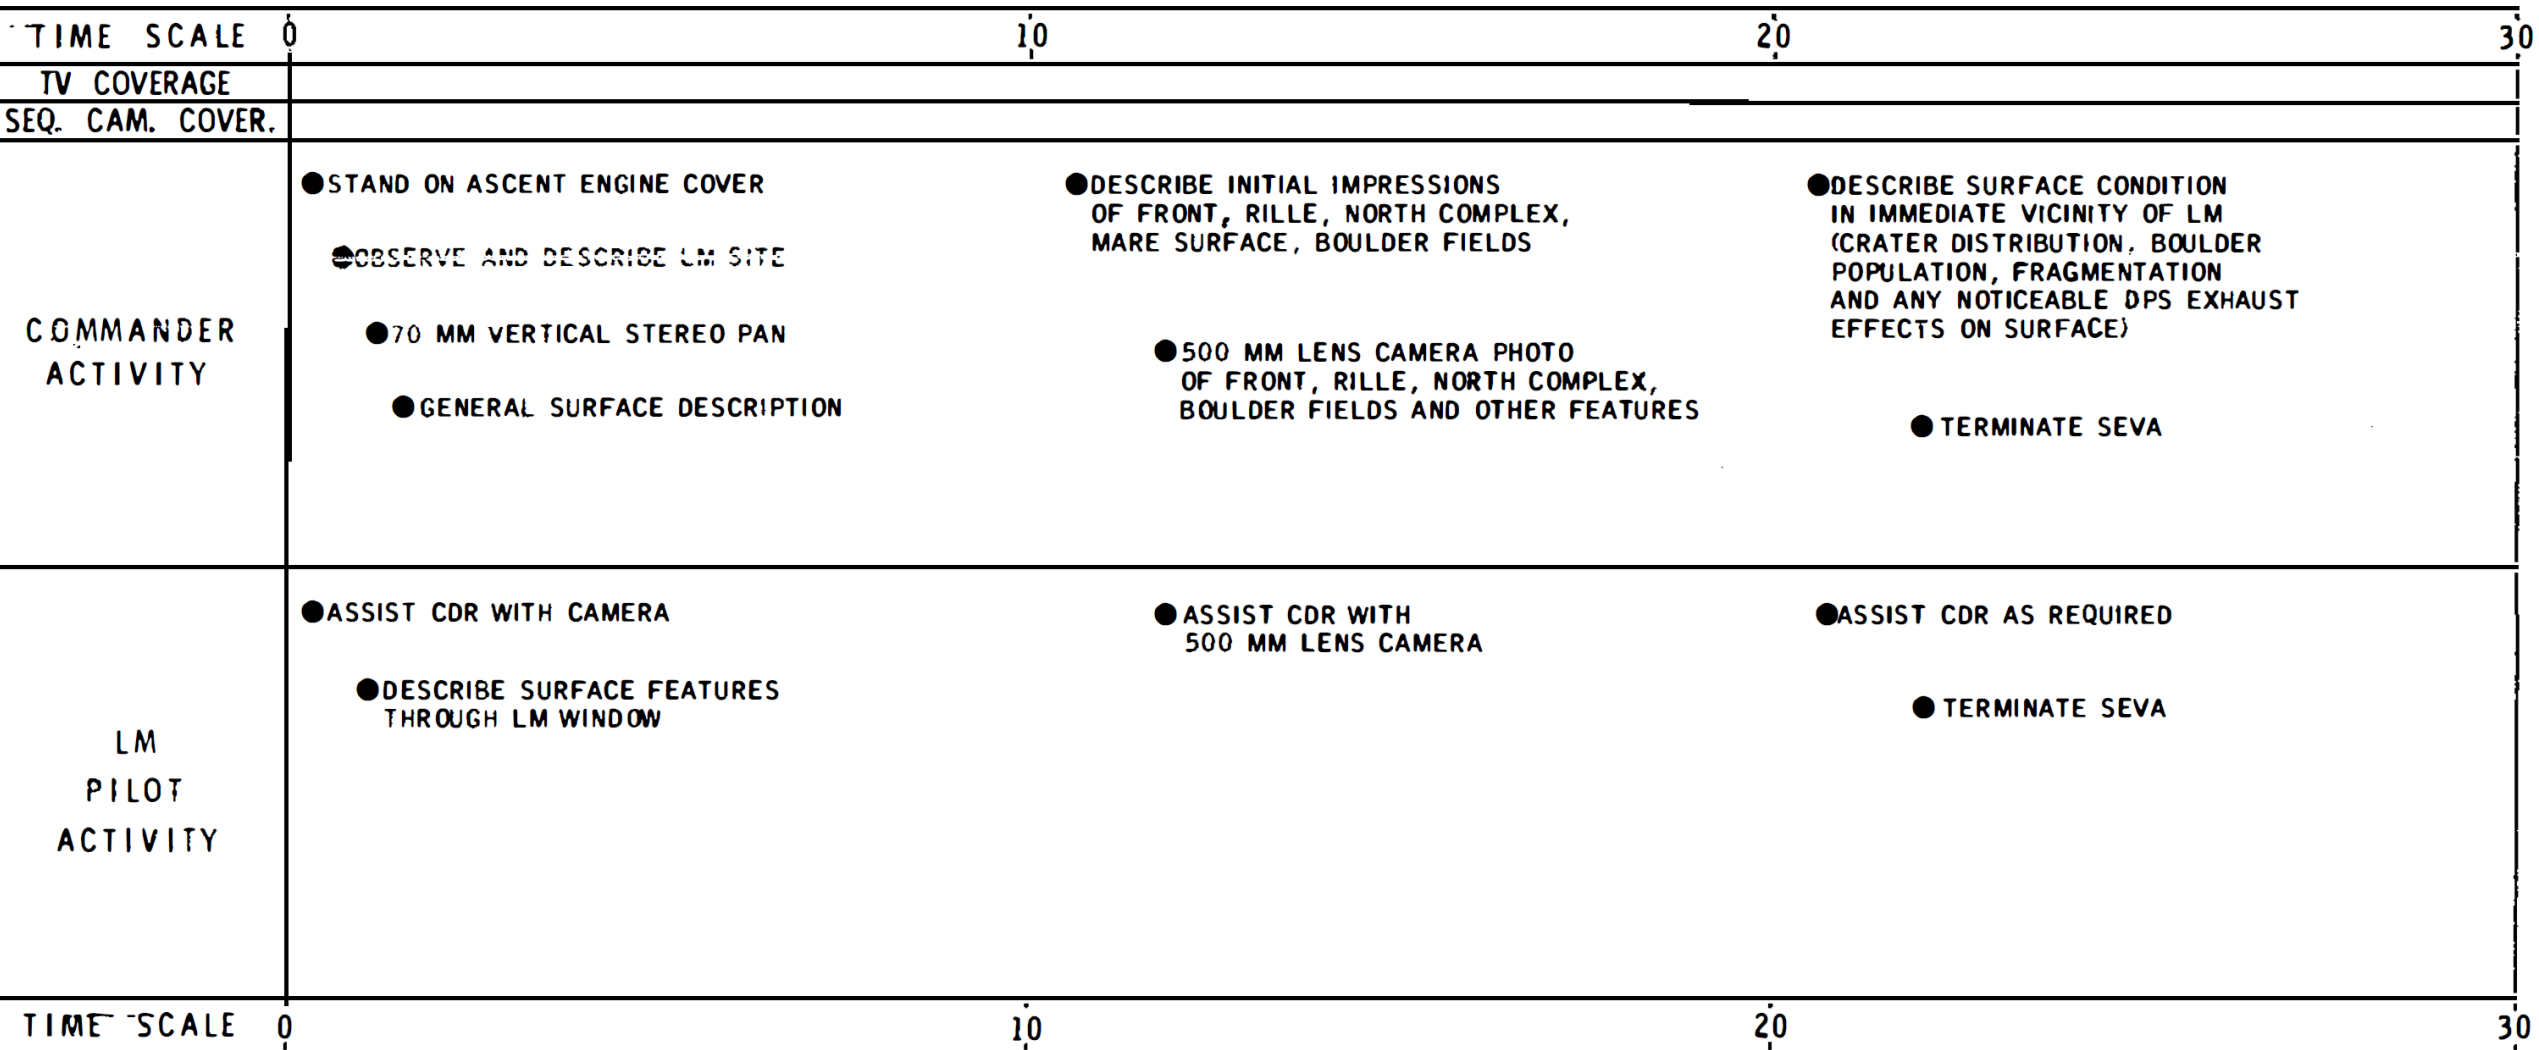 TIME SCALE 0 10 20 30
TV COVERAGE
SEQ. CAM. COVER.
COMMANDER
ACTIVITY
●STAND ON ASCENT ENGINE COVER
●OBSERVE AND DESCRIBE LM SITE
●70 MM VERTICAL STEREO PAN
●GENERAL SURFACE DESCRIPTION
●DESCRIBE INITIAL IMPRESSIONS
OF FRONT, RILLE, NORTH COMPLEX,
MARE SURFACE, BOULDER FIELDS
●500 MM LENS CAMERA PHOTO
OF FRONT, RILLE, NORTH COMPLEX,
BOULDER FIELDS AND OTHER FEATURES
●DESCRIBE SURFACE CONDITION
IN IMMEDIATE VICINITY OF LM
(CRATER DISTRIBUTION, BOULDER
POPULATION, FRAGMENTATION
AND ANY NOTICEABLE DPS EXHAUST
EFFECTS ON SURFACE)
●TERMINATE SEVA
LM
PILOT
ACTIVITY
●ASSIST CDR WITH CAMERA
●DESCRIBE SURFACE FEATURES
THROUGH LM WINDOW
●ASSIST CDR WITH
500 MM LENS CAMERA
●ASSIST CDR AS REQUIRED
●TERMINATE SEVA
TIME SCALE 0 10 20 30